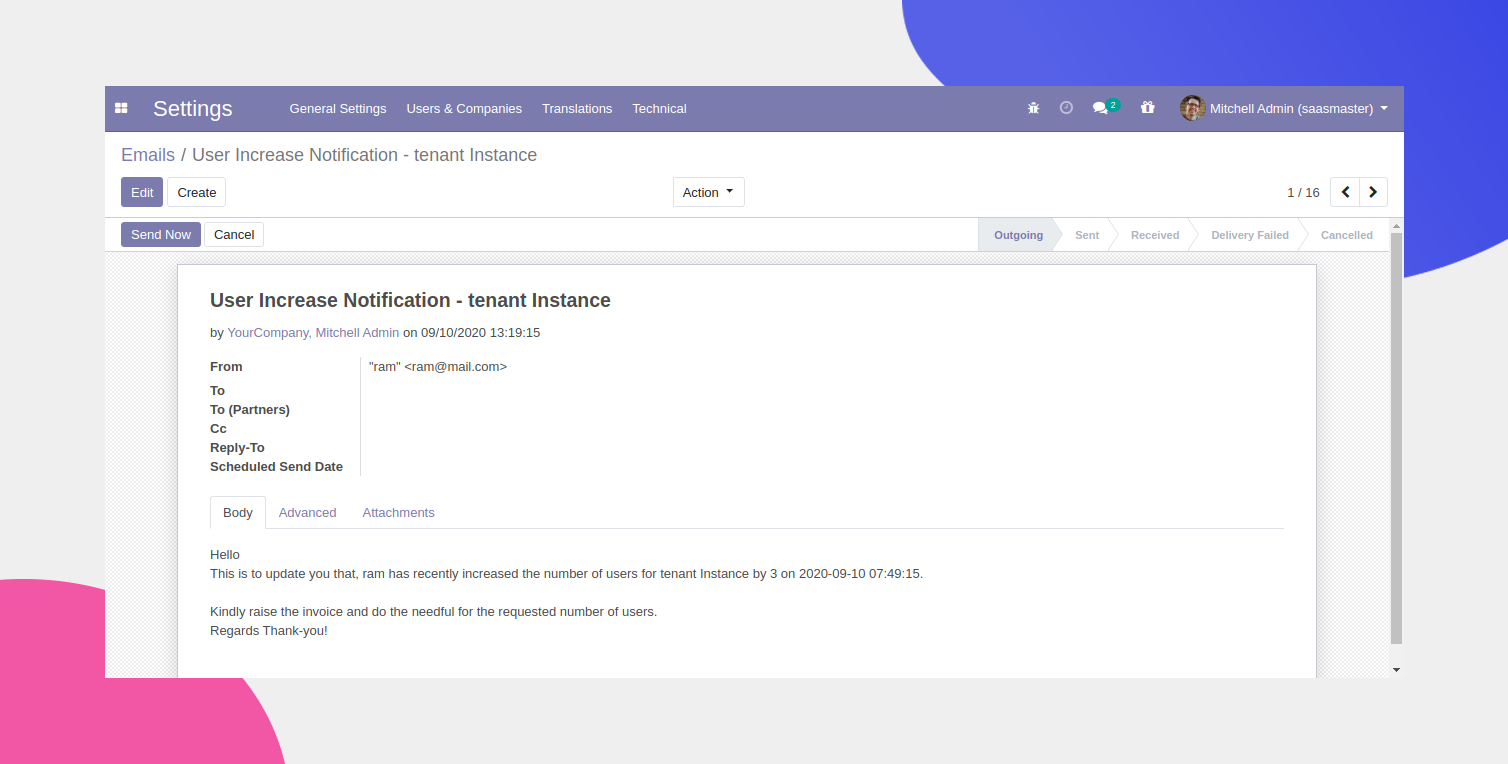 Settings General Settings Users & Companies Translations Technical 2 Mitchell Admin (saasmaster)
Emails / User Increase Notification - tenant Instance
Edit Create Action 1 / 16
Send Now Cancel Outgoing Sent Received Delivery Failed Cancelled
User Increase Notification - tenant Instance
by YourCompany, Mitchell Admin on 09/10/2020 13:19:15
From "ram" <ram@mail.com>
To
To (Partners)
Cc
Reply-To
Scheduled Send Date
Body Advanced Attachments
Hello
This is to update you that, ram has recently increased the number of users for tenant Instance by 3 on 2020-09-10 07:49:15.
Kindly raise the invoice and do the needful for the requested number of users.
Regards Thank-you!